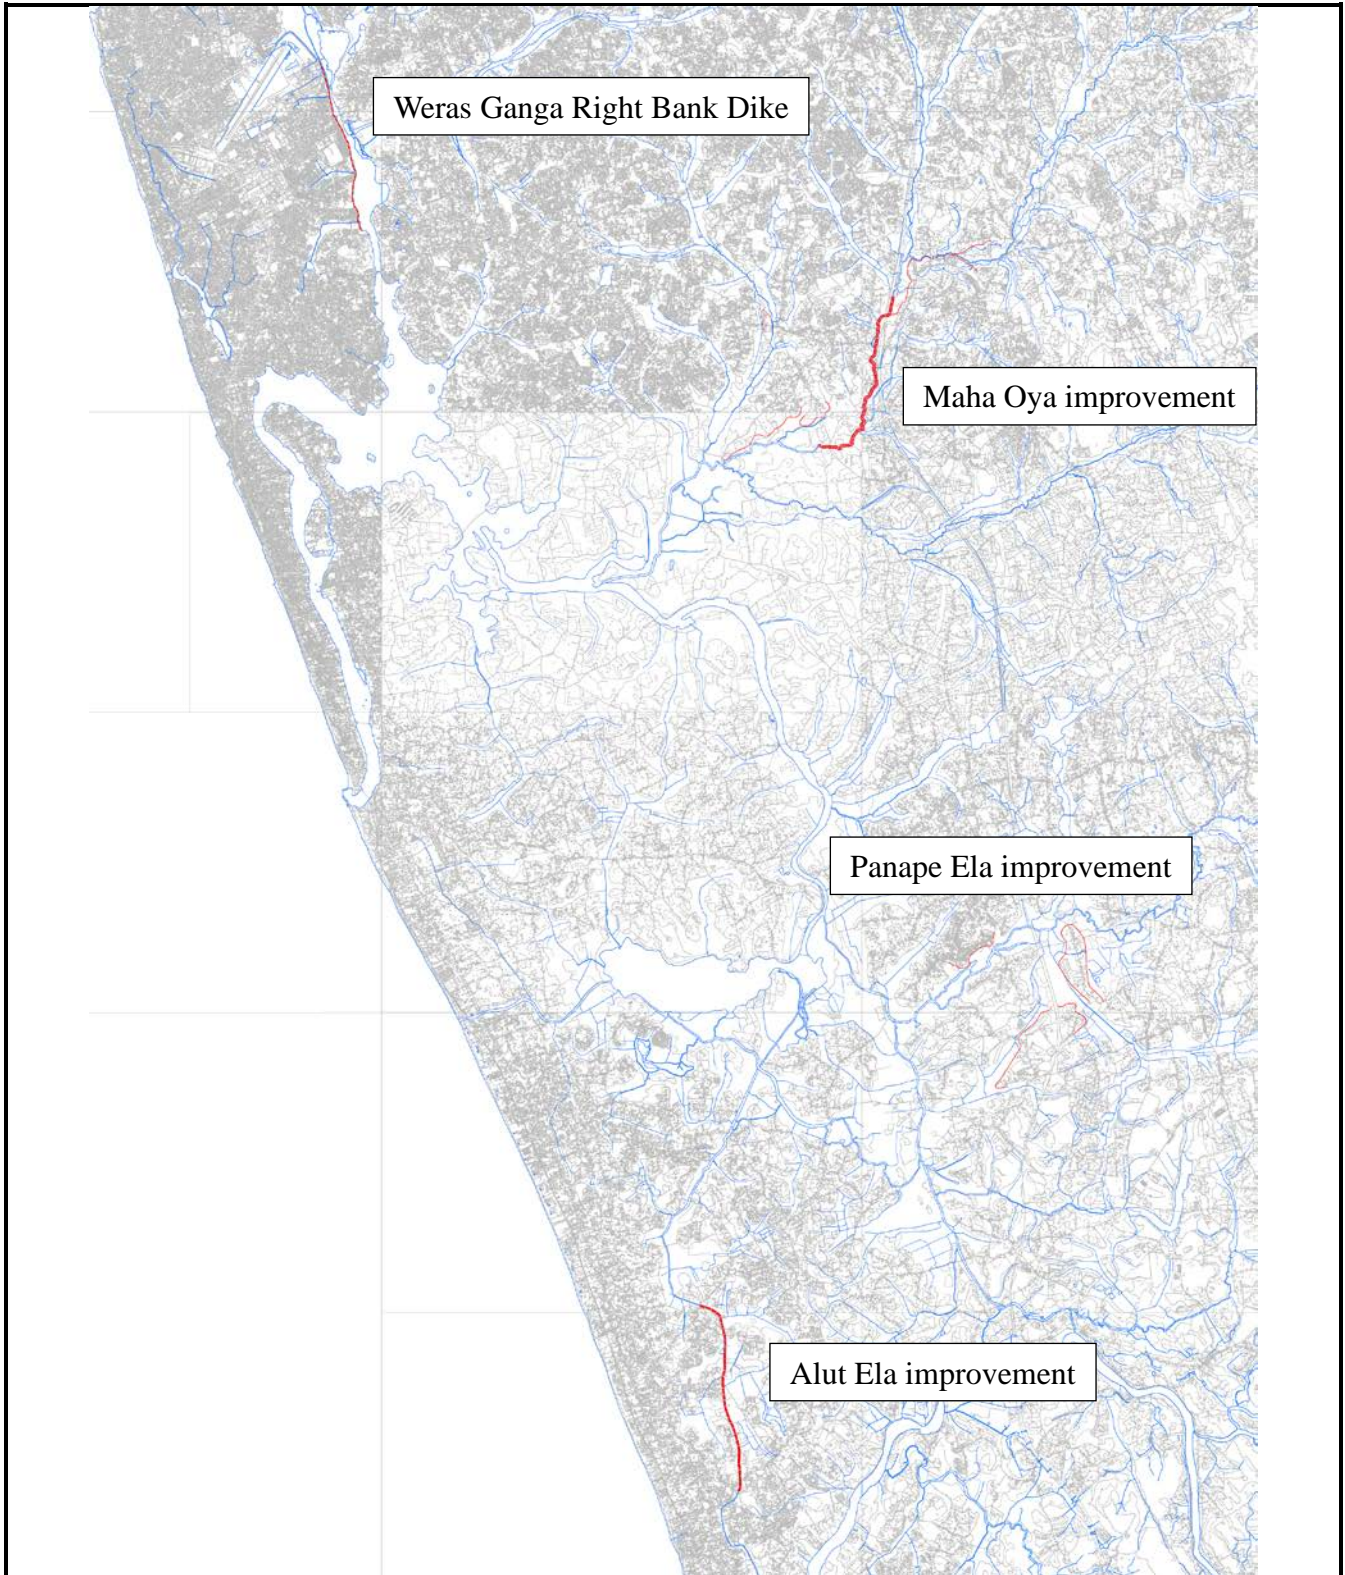 Weras Ganga Right Bank Dike
Maha Oya improvement
Panape Ela improvement
Alut Ela improvement